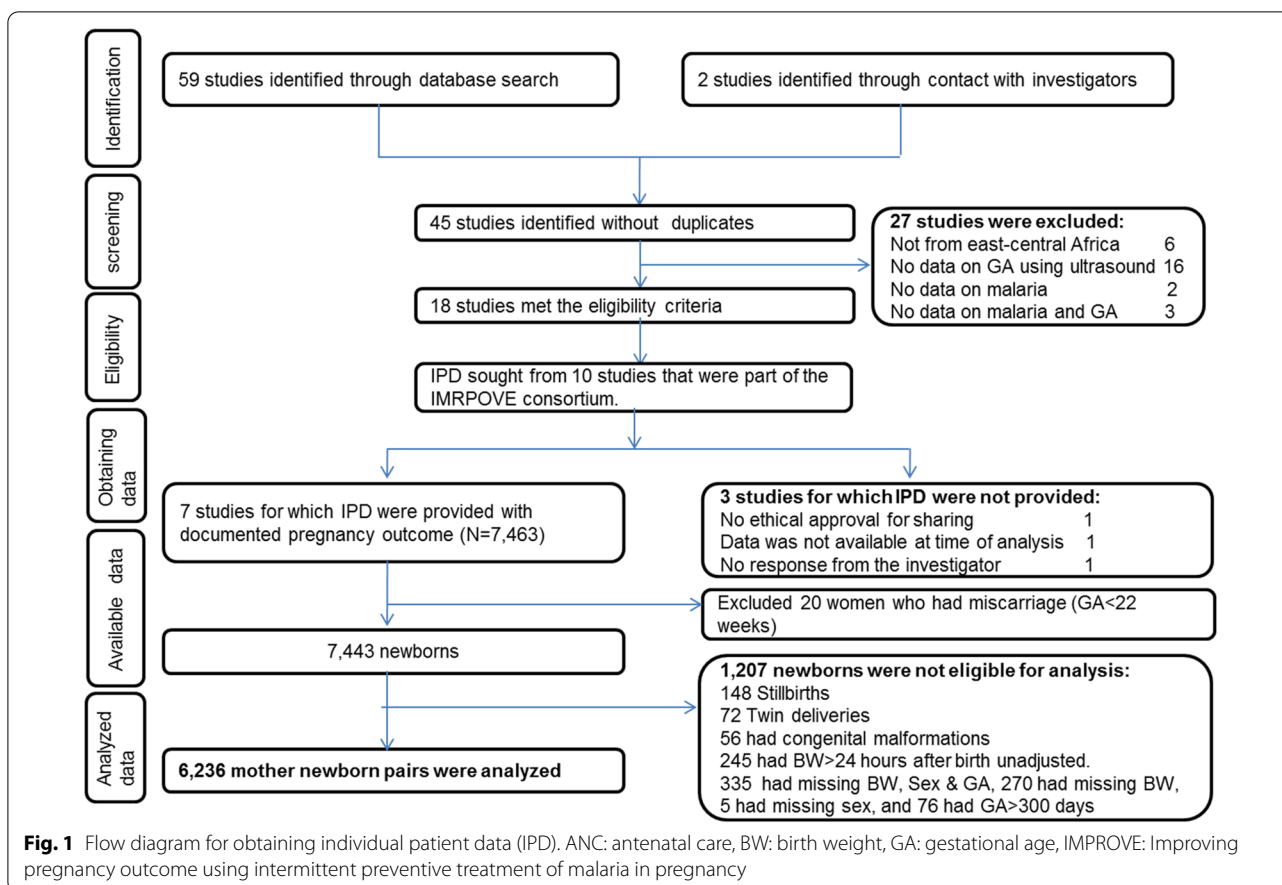 Identification
59 studies identified through database search
2 studies identified through contact with investigators
screening
45 studies identified without duplicates
27 studies were excluded:
Not from east-central Africa 6
No data on GA using ultrasound 16
No data on malaria 2
No data on malaria and GA 3
Eligibility
18 studies met the eligibility criteria
IPD sought from 10 studies that were part of the
IMRPOVE consortium.
Obtaining
data
7 studies for which IPD were provided with
documented pregnancy outcome (N=7,463)
3 studies for which IPD were not provided:
No ethical approval for sharing 1
Data was not available at time of analysis 1
No response from the investigator 1
Available data
Excluded 20 women who had miscarriage (GA<22
weeks)
7,443 newborns
1,207 newborns were not eligible for analysis:
148 Stillbirths
72 Twin deliveries
56 had congenital malformations
245 had BW>24 hours after birth unadjusted.
335 had missing BW, Sex & GA, 270 had missing BW,
5 had missing sex, and 76 had GA>300 days
Analyzed
data
6,236 mother newborn pairs were analyzed
Fig. 1 Flow diagram for obtaining individual patient data (IPD). ANC: antenatal care, BW: birth weight, GA: gestational age, IMPROVE: Improving
pregnancy outcome using intermittent preventive treatment of malaria in pregnancy